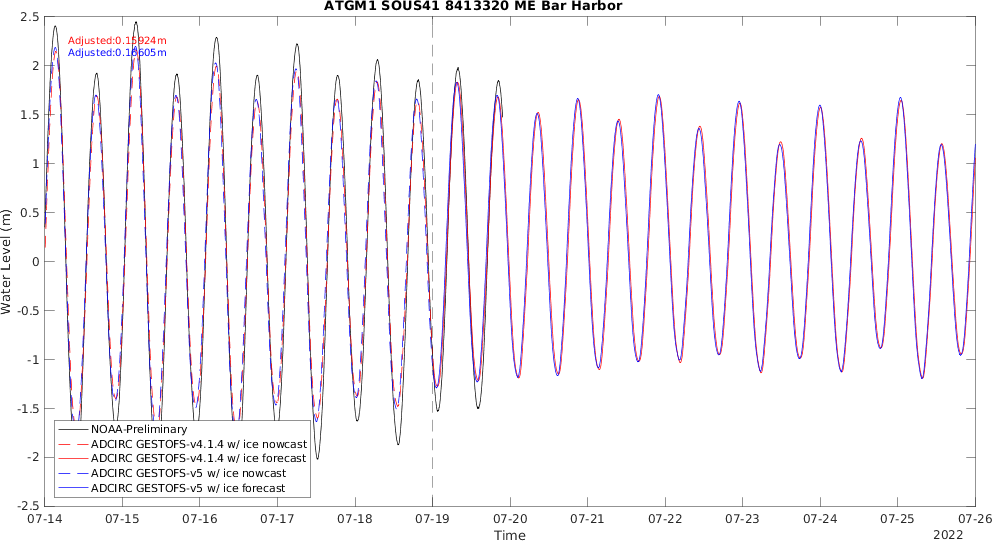 ATGM1 SOUS41 8413320 ME Bar Harbor
Adjusted:0.15924m
Adjusted:0.18605m
Water Level (m)
2.5
2
1.5
1
0.5
0
-0.5
-1
-1.5
-2
-2.5
NOAA-Preliminary
ADCIRC GESTOFS-v4.1.4 w/ ice nowcast
ADCIRC GESTOFS-v4.1.4 w/ ice forecast
ADCIRC GESTOFS-v5 w/ ice nowcast
ADCIRC GESTOFS-v5 w/ ice forecast
07-14 07-15 07-16 07-17 07-18 07-19 07-20 07-21 07-22 07-23 07-24 07-25 07-26
Time
2022